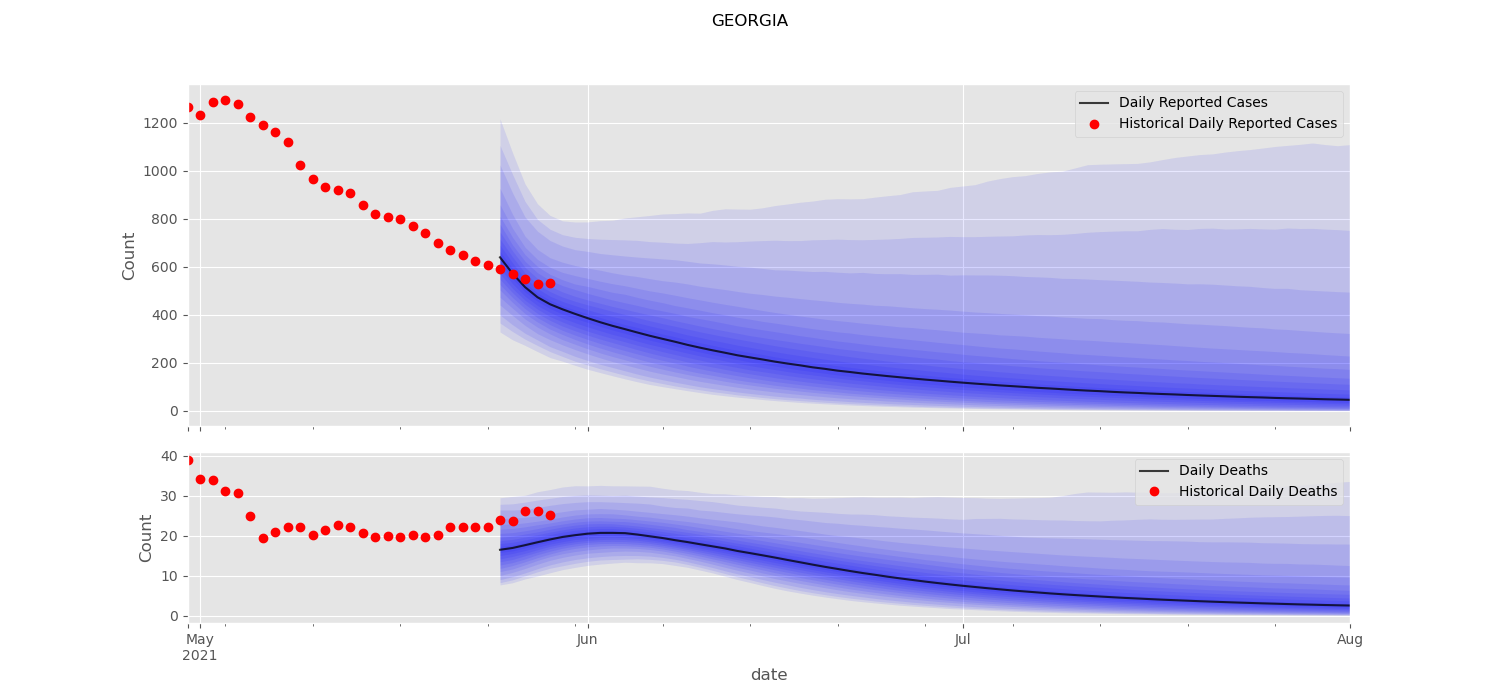 GEORGIA
Count
1200
1000
800
600
400
200
0
Daily Reported Cases
Historical Daily Reported Cases
Count
40
30
20
10
0
Daily Deaths
Historical Daily Deaths
May
2021
Jun
Jul
Aug
date